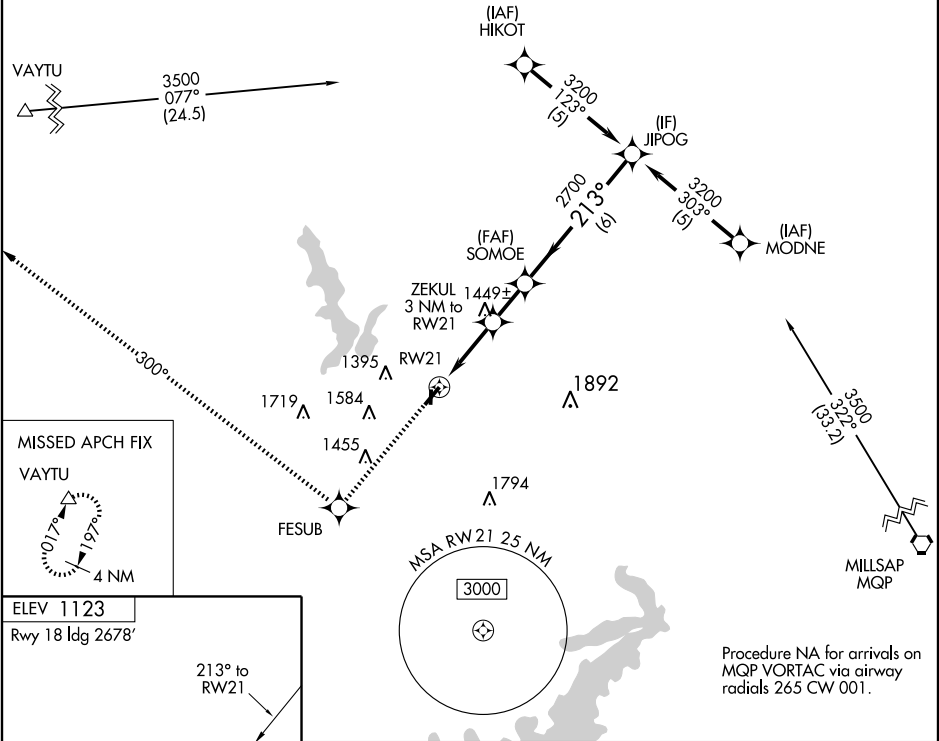 (IAF)
HIKOT
VAYTU
3500
077°
(24.5)
3200
123°
(5)
(IF)
JIPOG
2700
213°
(6)
3200
303°
(5)
(IAF)
MODNE
(FAF)
SOMOE
ZEKUL
3 NM to
RW21
1449±
1395
RW21
300°
1719
1584
1892
3500
322°
(33.2)
1455
MISSED APCH FIX
VAYTU
017°
197°
4 NM
1794
FESUB
MSA RW21 25 NM
3000
MILLSAP
MQP
ELEV 1123
Rwy 18 ldg 2678'
213° to
RW21
Procedure NA for arrivals on
MQP VORTAC via airway
radials 265 CW 001.